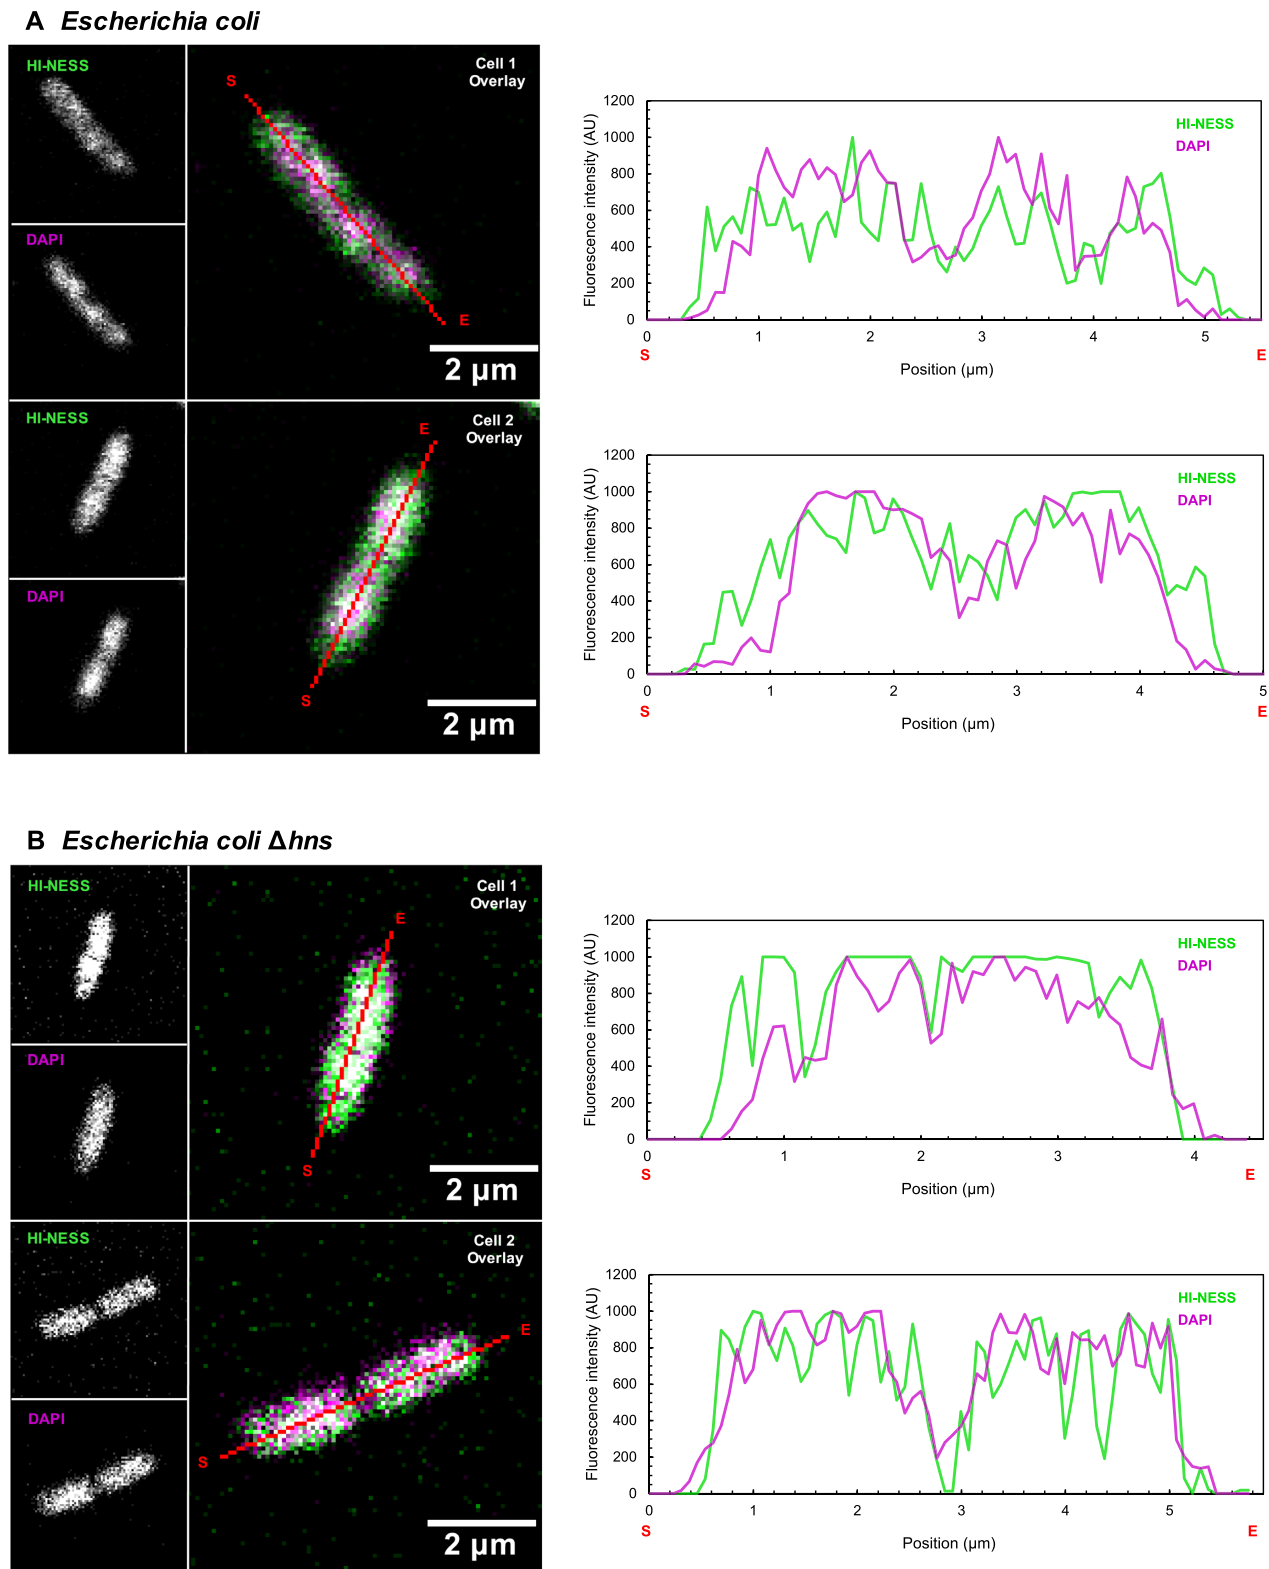 A Escherichia coli
HI-NESS
DAPI
S
Cell 1
Overlay
E
2 µm
1200
1000
800
600
400
200
0
Fluorescence intensity (AU)
HI-NESS
DAPI
0 1 2 3 4 5
S E
Position (µm)
HI-NESS
DAPI
E
Cell 2
Overlay
S
2 µm
1200
1000
800
600
400
200
0
Fluorescence intensity (AU)
HI-NESS
DAPI
0 1 2 3 4 5
S E
Position (µm)
B Escherichia coli Δhns
HI-NESS
DAPI
Cell 1
Overlay
E
S
2 µm
1200
1000
800
600
400
200
0
Fluorescence intensity (AU)
HI-NESS
DAPI
0 1 2 3 4
S E
Position (µm)
HI-NESS
DAPI
Cell 2
Overlay
E
S
2 µm
1200
1000
800
600
400
200
0
Fluorescence intensity (AU)
HI-NESS
DAPI
0 1 2 3 4 5
S E
Position (µm)